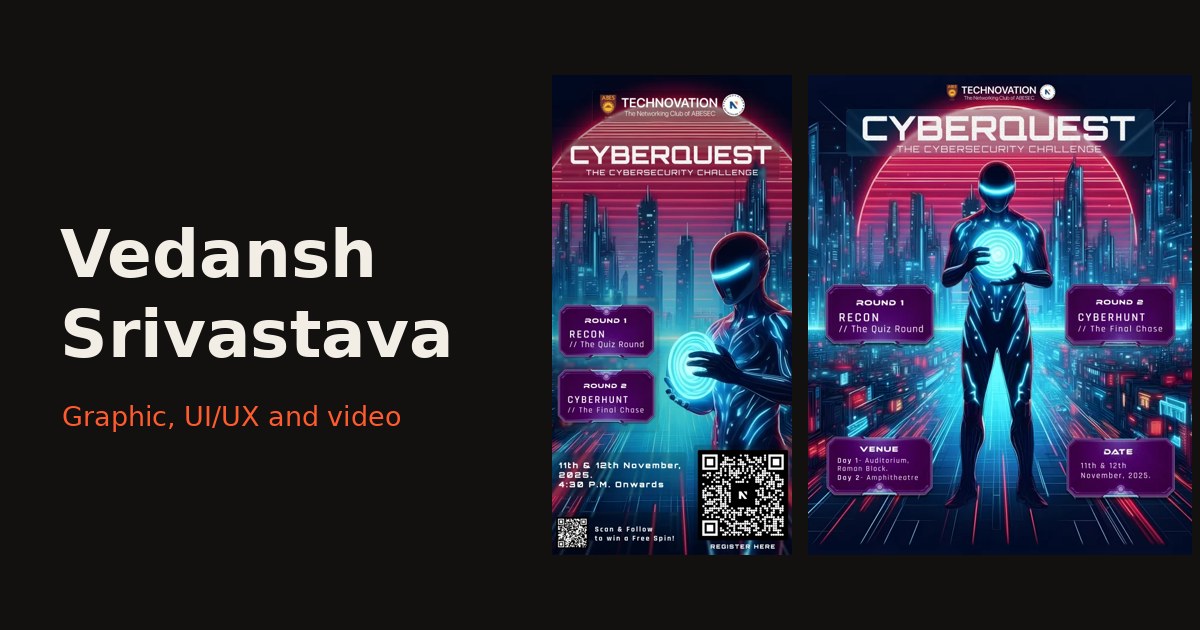 Vedansh
Srivastava
Graphic, UI/UX and video
ABES
TECHNOVATION
N
The Networking Club of ABESEC
CYBERQUEST
THE CYBERSECURITY CHALLENGE
ROUND 1
RECON
// The Quiz Round
ROUND 2
CYBERHUNT
// The Final Chase
11th & 12th November,
2025.
4:30 P.M. Onwards
Scan & Follow
to win a Free Spin!
N
REGISTER HERE
TECHNOVATION
N
The Networking Club of ABESEC
CYBERQUEST
THE CYBERSECURITY CHALLENGE
ROUND 1
RECON
// The Quiz Round
ROUND 2
CYBERHUNT
// The Final Chase
VENUE
Day 1- Auditorium,
Raman Block.
Day 2- Amphitheatre
DATE
11th & 12th
November, 2025.